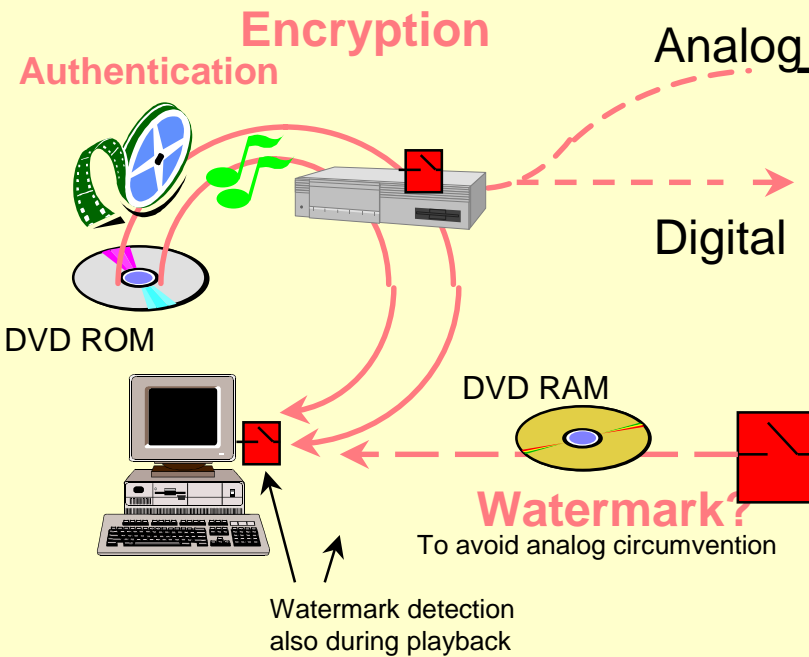 Encryption
Authentication
Analog
Digital
DVD ROM
DVD RAM
Watermark?
To avoid analog circumvention
Watermark detection
also during playback